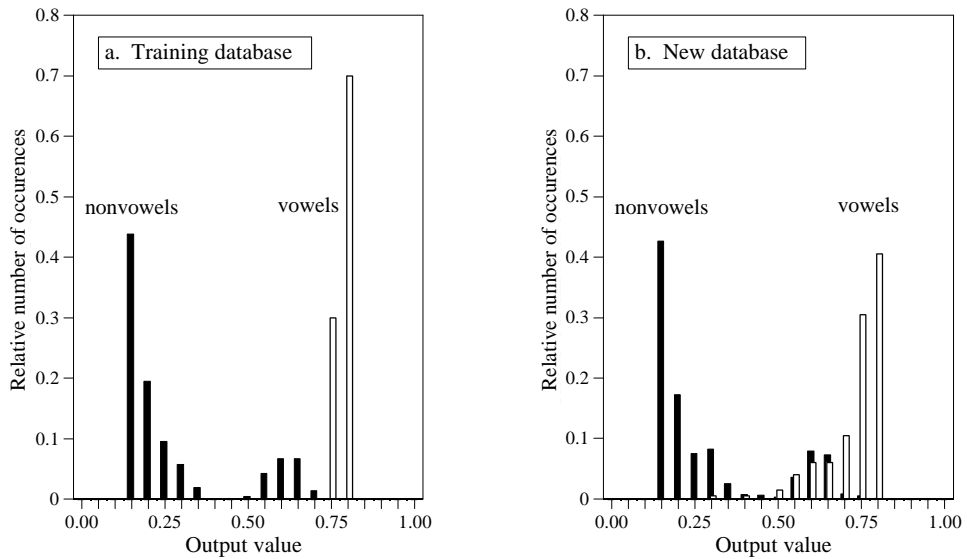 0.8
a. Training database
0.7
0.6
0.5
nonvowels
vowels
0.4
0.3
0.2
0.1
0
0.00 0.25 0.50 0.75 1.00
Output value
Relative number of occurences
0.8
b. New database
0.7
0.6
0.5
nonvowels
vowels
0.4
0.3
0.2
0.1
0
0.00 0.25 0.50 0.75 1.00
Output value
Relative number of occurences